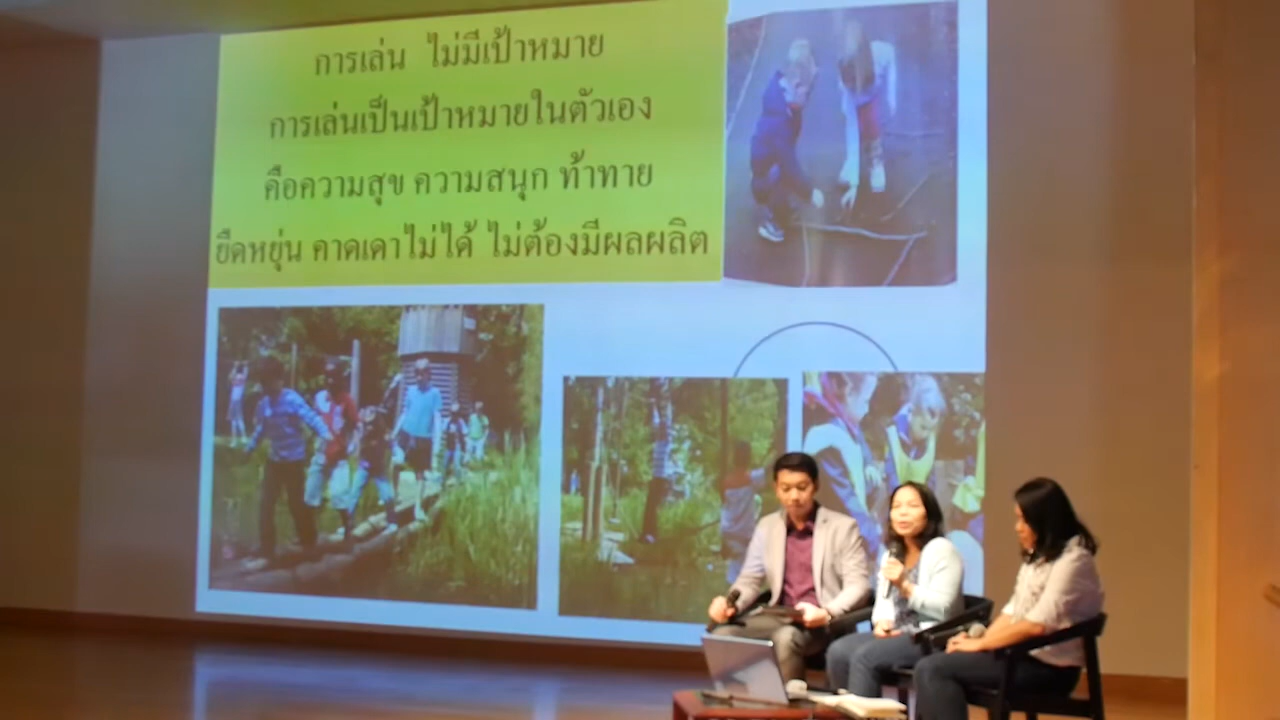 การเล่น ไม่มีเป้าหมาย
การเล่นเป็นเป้าหมายในตัวเอง
คือความสุข ความสนุก ท้าทาย
ยืดหยุ่น คาดเดาไม่ได้ ไม่ต้องมีผลผลิต